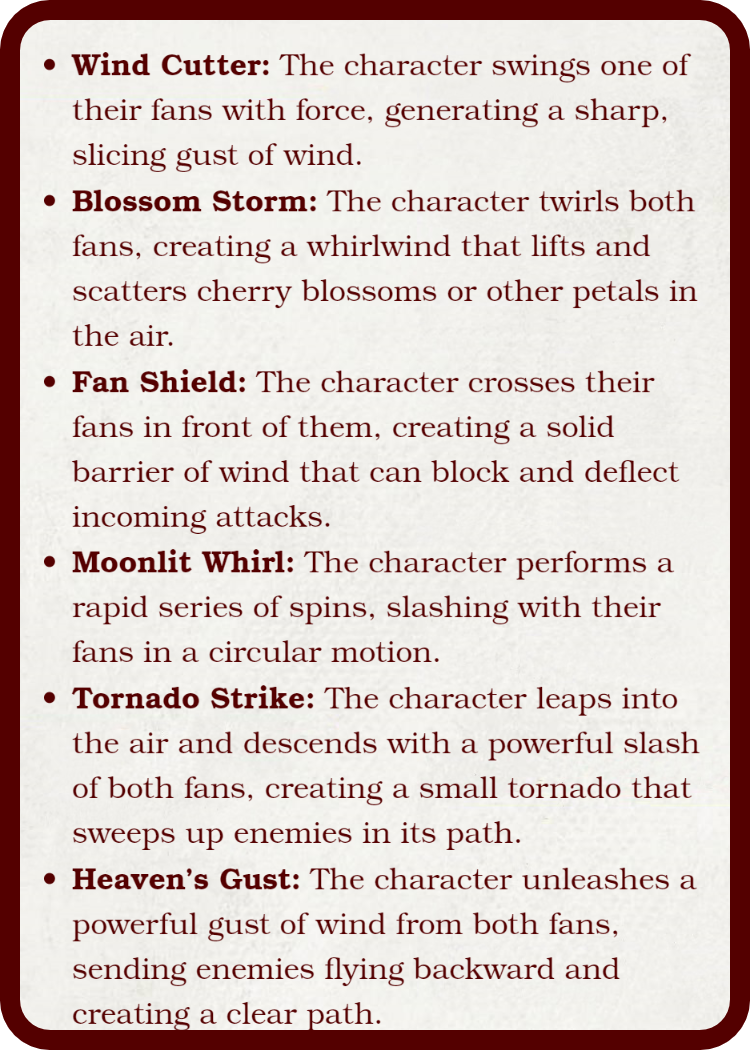 • Wind Cutter: The character swings one of
their fans with force, generating a sharp,
slicing gust of wind.
• Blossom Storm: The character twirls both
fans, creating a whirlwind that lifts and
scatters cherry blossoms or other petals in
the air.
• Fan Shield: The character crosses their
fans in front of them, creating a solid
barrier of wind that can block and deflect
incoming attacks.
• Moonlit Whirl: The character performs a
rapid series of spins, slashing with their
fans in a circular motion.
• Tornado Strike: The character leaps into
the air and descends with a powerful slash
of both fans, creating a small tornado that
sweeps up enemies in its path.
• Heaven’s Gust: The character unleashes a
powerful gust of wind from both fans,
sending enemies flying backward and
creating a clear path.